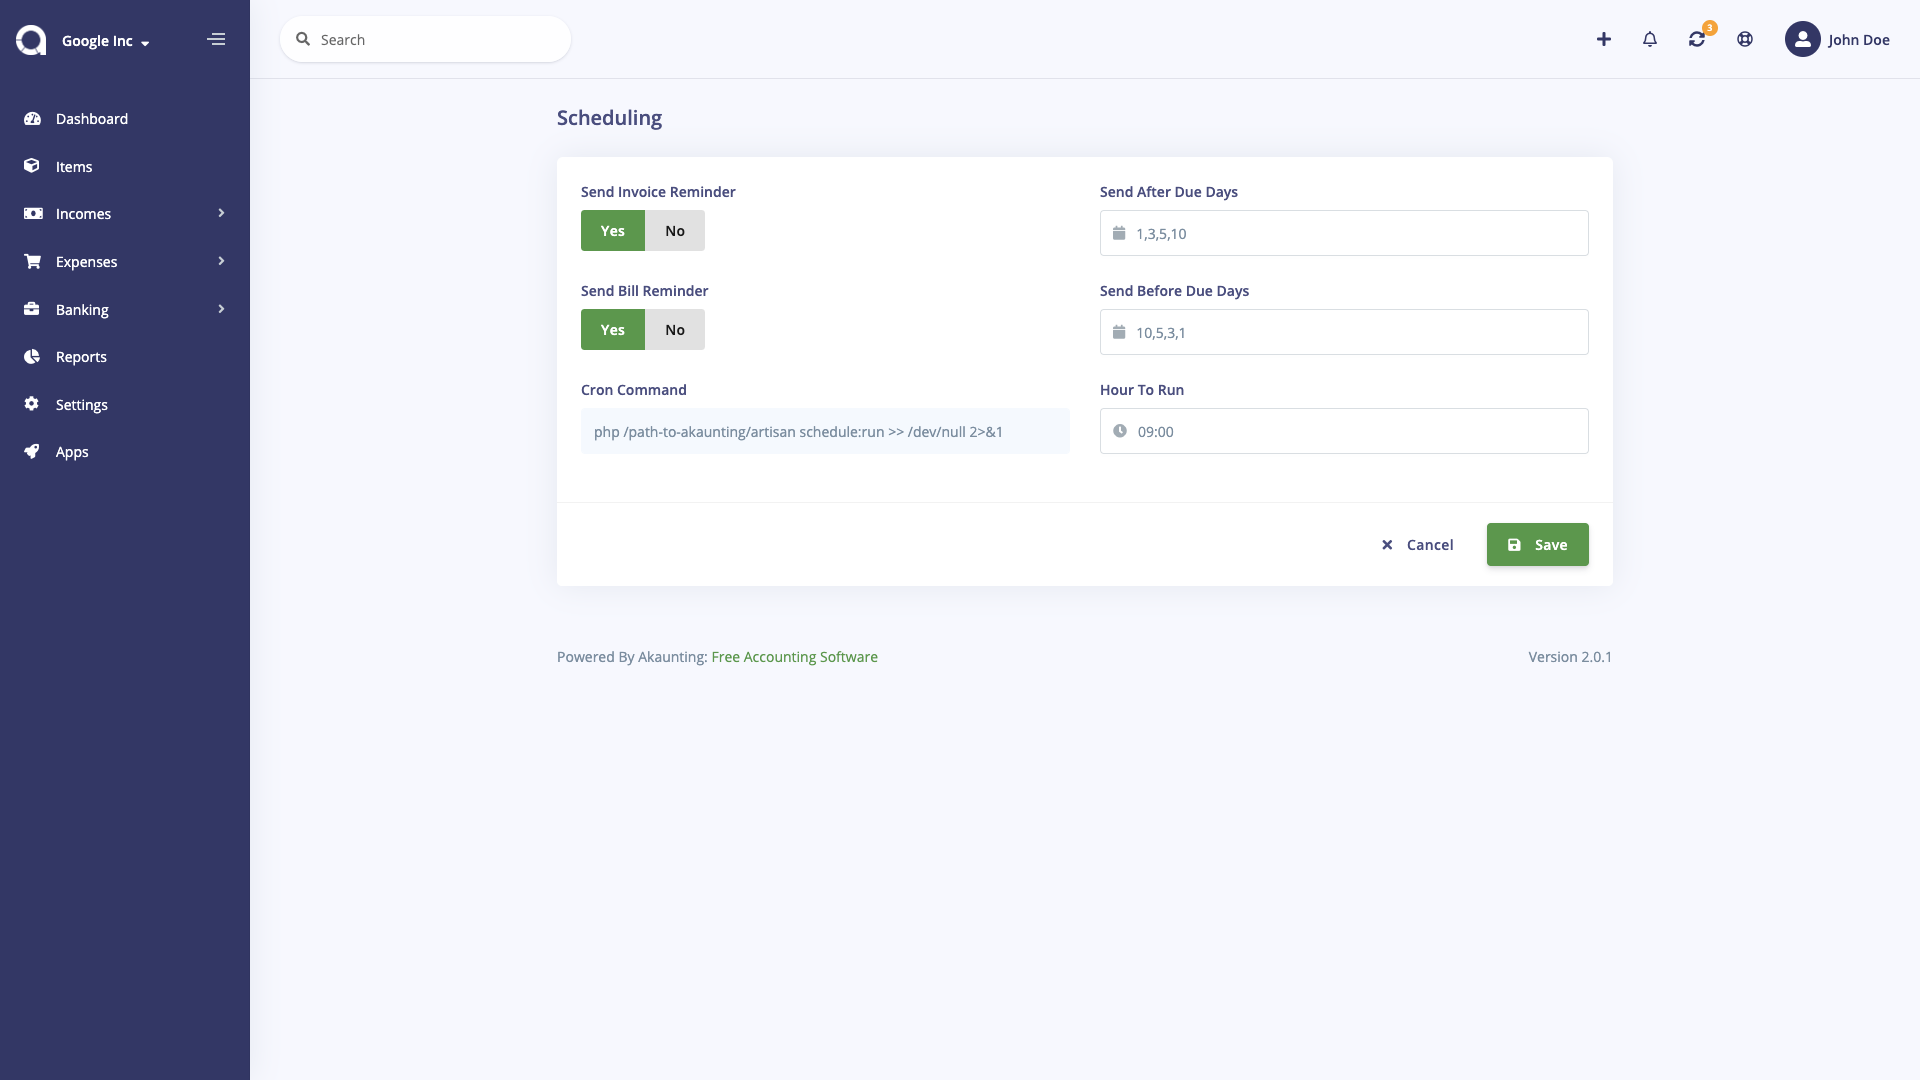 Google Inc
Search
3
John Doe
Dashboard
Items
Incomes
Expenses
Banking
Reports
Settings
Apps
Scheduling
Send Invoice Reminder
Yes No
Send After Due Days
1,3,5,10
Send Bill Reminder
Yes No
Send Before Due Days
10,5,3,1
Cron Command
php /path-to-akaunting/artisan schedule:run >> /dev/null 2>&1
Hour To Run
09:00
Cancel
Save
Powered By Akaunting: Free Accounting Software
Version 2.0.1